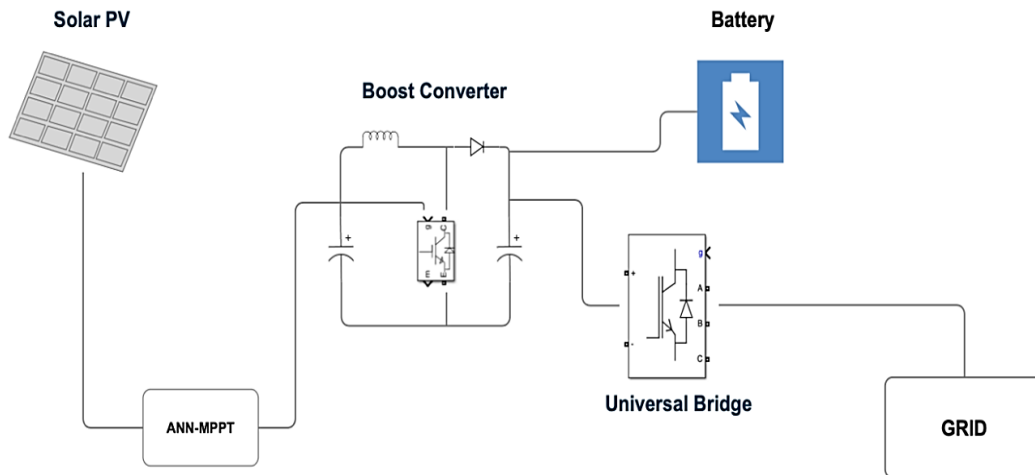 Solar PV
Battery
Boost Converter
+
+
g
C
m
E
+
-
g
A
B
C
Universal Bridge
ANN-MPPT
GRID